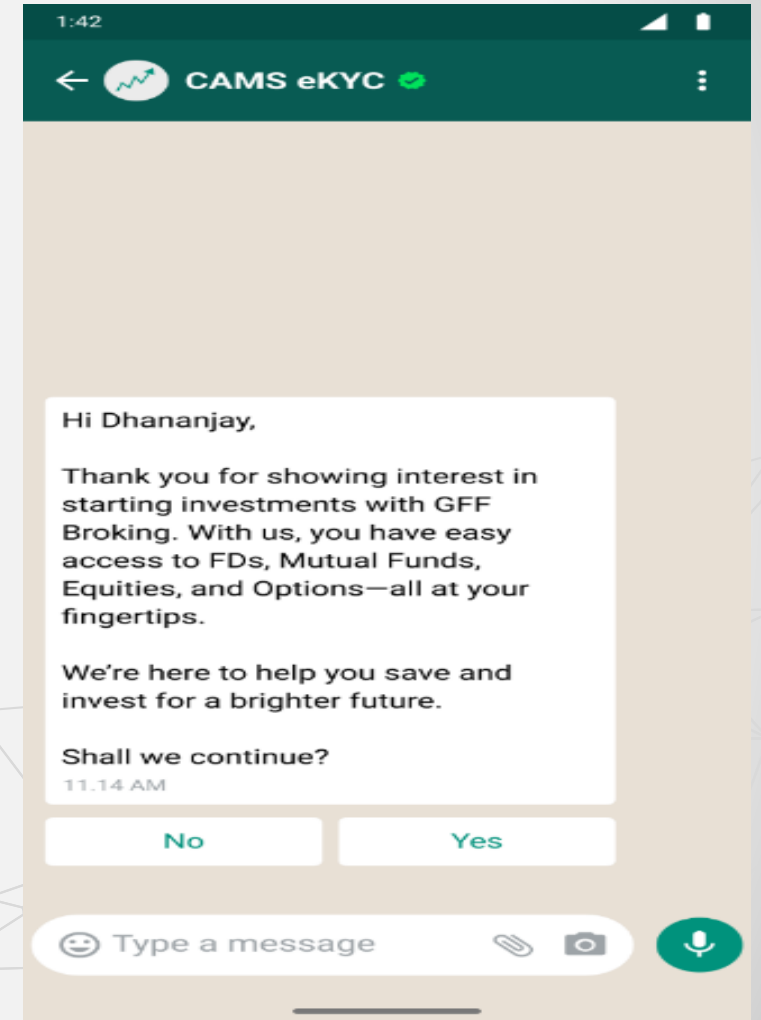 1:42
CAMS eKYC
Hi Dhananjay,
Thank you for showing interest in
starting investments with GFF
Broking. With us, you have easy
access to FDs, Mutual Funds,
Equities, and Options—all at your
fingertips.
We’re here to help you save and
invest for a brighter future.
Shall we continue?
11.14 AM
No
Yes
Type a message